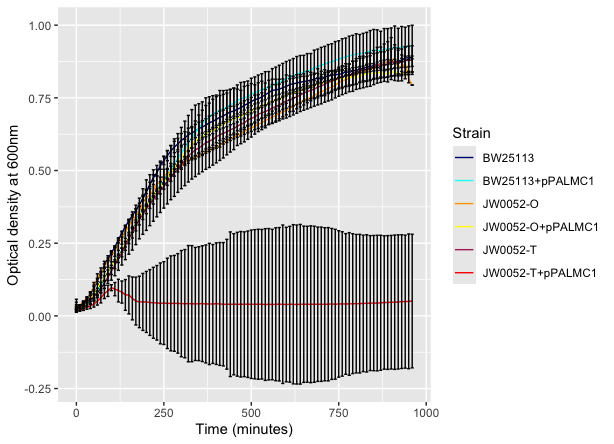 1.00
0.75
0.50
0.25
0.00
-0.25
Optical density at 600nm
0 250 500 750 1000
Time (minutes)
Strain
BW25113
BW25113+pPALMC1
JW0052-O
JW0052-O+pPALMC1
JW0052-T
JW0052-T+pPALMC1